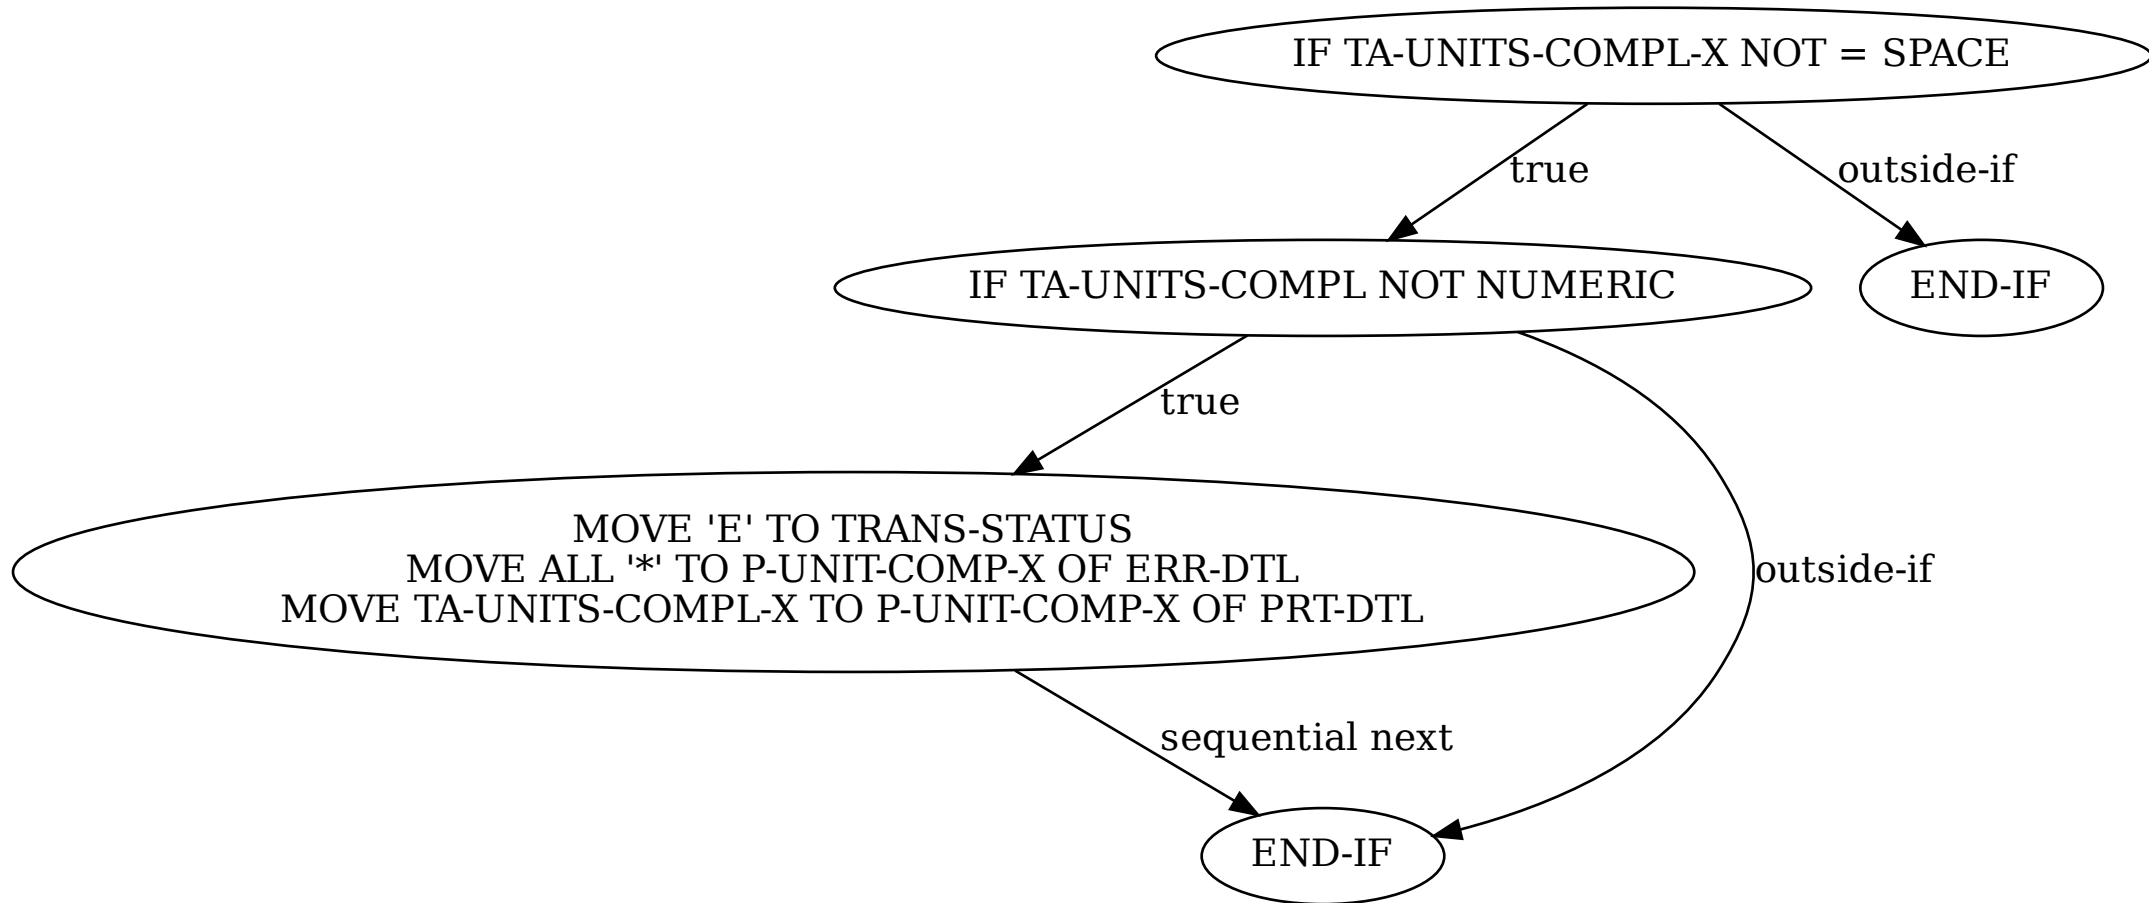 IF TA-UNITS-COMPL-X NOT = SPACE
true
outside-if
IF TA-UNITS-COMPL NOT NUMERIC
END-IF
true
MOVE 'E' TO TRANS-STATUS
MOVE ALL '*' TO P-UNIT-COMP-X OF ERR-DTL
MOVE TA-UNITS-COMPL-X TO P-UNIT-COMP-X OF PRT-DTL
outside-if
sequential next
END-IF